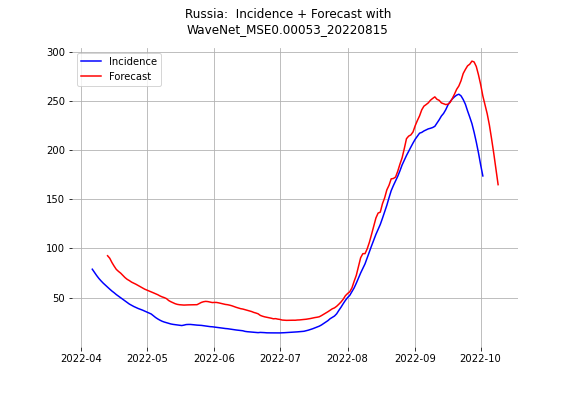 Russia:  Incidence + Forecast with
WaveNet_MSE0.00053_20220815
300
250
200
150
100
50
Incidence
Forecast
2022-04 2022-05 2022-06 2022-07 2022-08 2022-09 2022-10